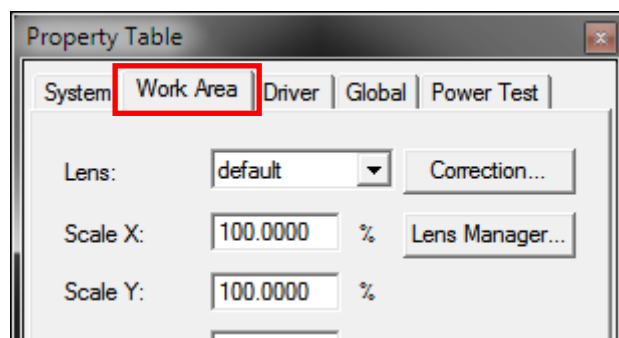 Property Table
System Work Area Driver Global Power Test
Lens: default Correction...
Scale X: 100.0000 % Lens Manager...
Scale Y: 100.0000 %